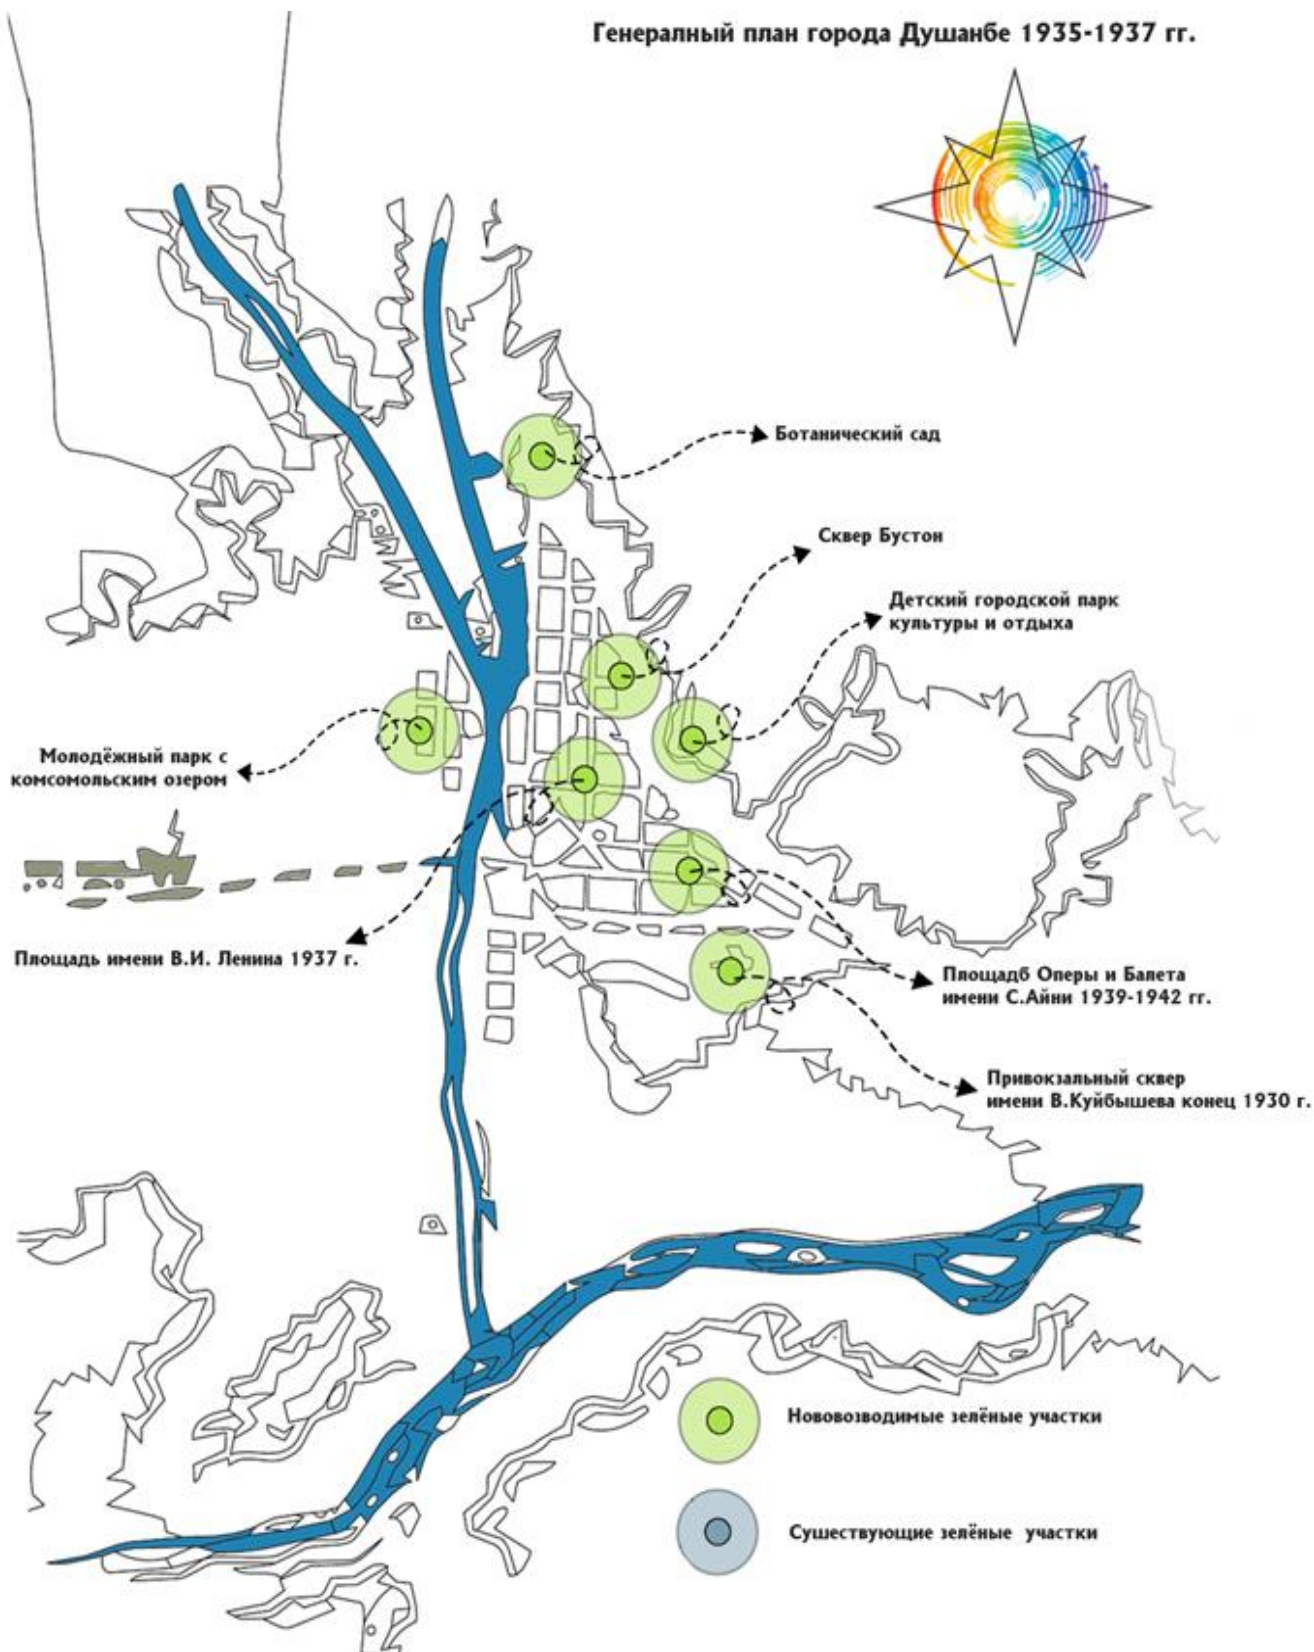 Генералный план города Душанбе 1935-1937 гг.
Ботанический сад
Сквер Бустон
Детский городской парк
культуры и отдыха
Молодёжный парк с
комсомольским озером
Площадь имени В.И. Ленина 1937 г.
Площадб Оперы и Балета
имени С.Айни 1939-1942 гг.
Привокзальный сквер
имени В.Куйбышева конец 1930 г.
Нововозводимые зелёные участки
Сушествующие зелёные участки